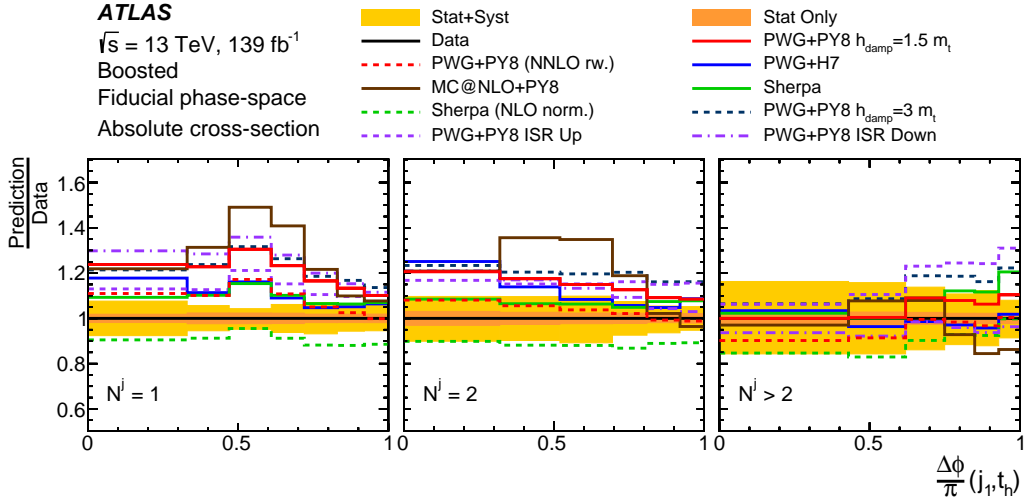 ATLAS
√s = 13 TeV, 139 fb⁻¹
Boosted
Fiducial phase-space
Absolute cross-section
Stat+Syst
Data
PWG+PY8 (NNLO rw.)
MC@NLO+PY8
Sherpa (NLO norm.)
PWG+PY8 ISR Up
Stat Only
PWG+PY8 h_damp=1.5 m_t
PWG+H7
Sherpa
PWG+PY8 h_damp=3 m_t
PWG+PY8 ISR Down
Prediction
Data
1.6
1.4
1.2
1
0.8
0.6
N^j = 1
N^j = 2
N^j > 2
0 0.5 1 0 0.5 1 0 0.5 1
Δϕ
π (j₁,t_h)